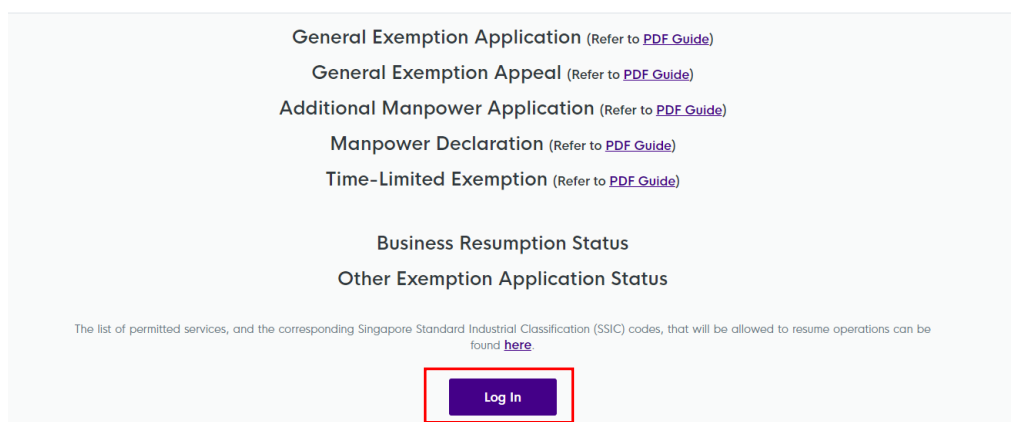 General Exemption Application (Refer to PDF Guide)
General Exemption Appeal (Refer to PDF Guide)
Additional Manpower Application (Refer to PDF Guide)
Manpower Declaration (Refer to PDF Guide)
Time-Limited Exemption (Refer to PDF Guide)
Business Resumption Status
Other Exemption Application Status
The list of permitted services, and the corresponding Singapore Standard Industrial Classification (SSIC) codes, that will be allowed to resume operations can be
found here.
Log In